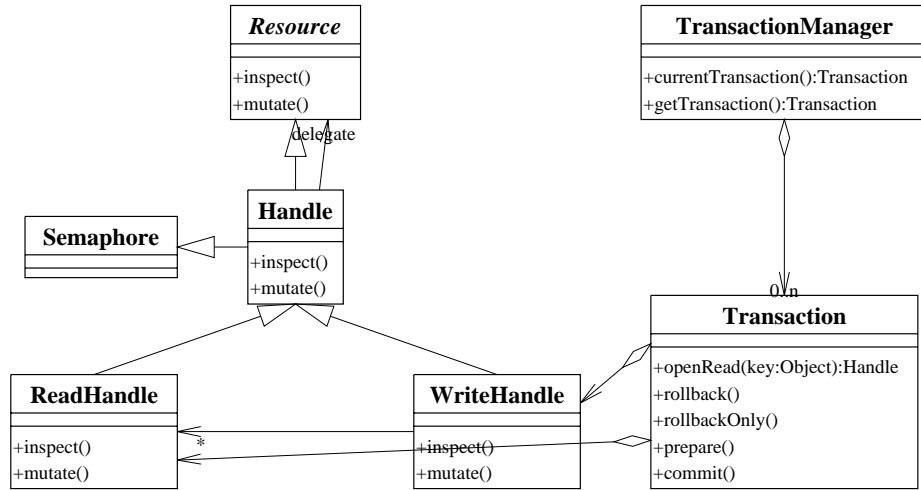 Resource
+inspect()
+mutate()
TransactionManager
+currentTransaction():Transaction
+getTransaction():Transaction
delegate
Handle
+inspect()
+mutate()
Semaphore
0..n
Transaction
+openRead(key:Object):Handle
+rollback()
+rollbackOnly()
+prepare()
+commit()
ReadHandle
+inspect()
+mutate()
*
WriteHandle
+inspect()
+mutate()